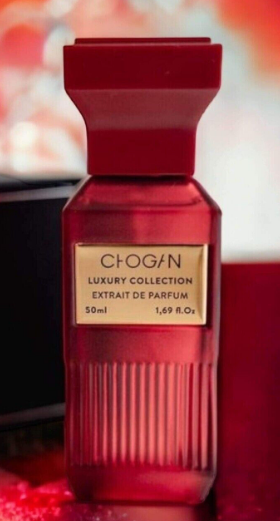 CHOGAN
LUXURY COLLECTION
EXTRAIT DE PARFUM
50ml 1,69 fl.Oz